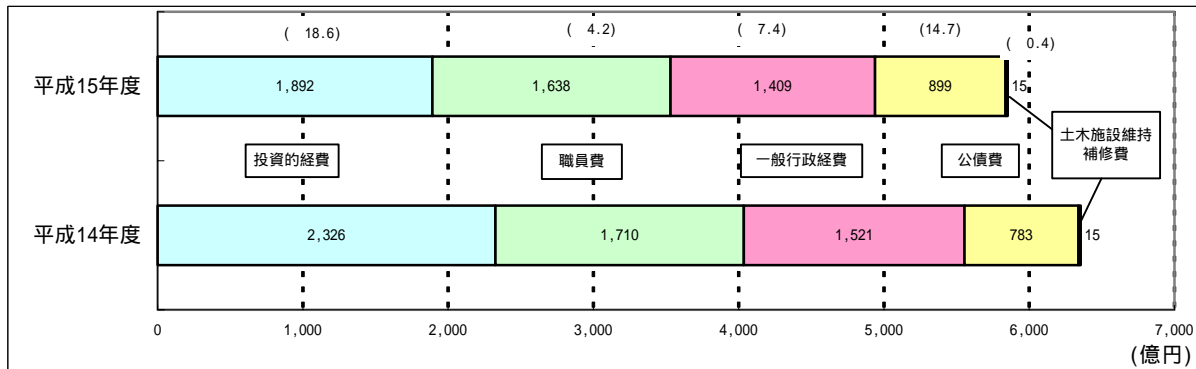 ( 18.6)
( 4.2)
( 7.4)
(14.7)
( 0.4)
平成15年度
1,892
1,638
1,409
899
15
投資的経費
職員費
一般行政経費
公債費
土木施設維持
補修費
平成14年度
2,326
1,710
1,521
783
15
0
1,000
2,000
3,000
4,000
5,000
6,000
7,000
(億円)